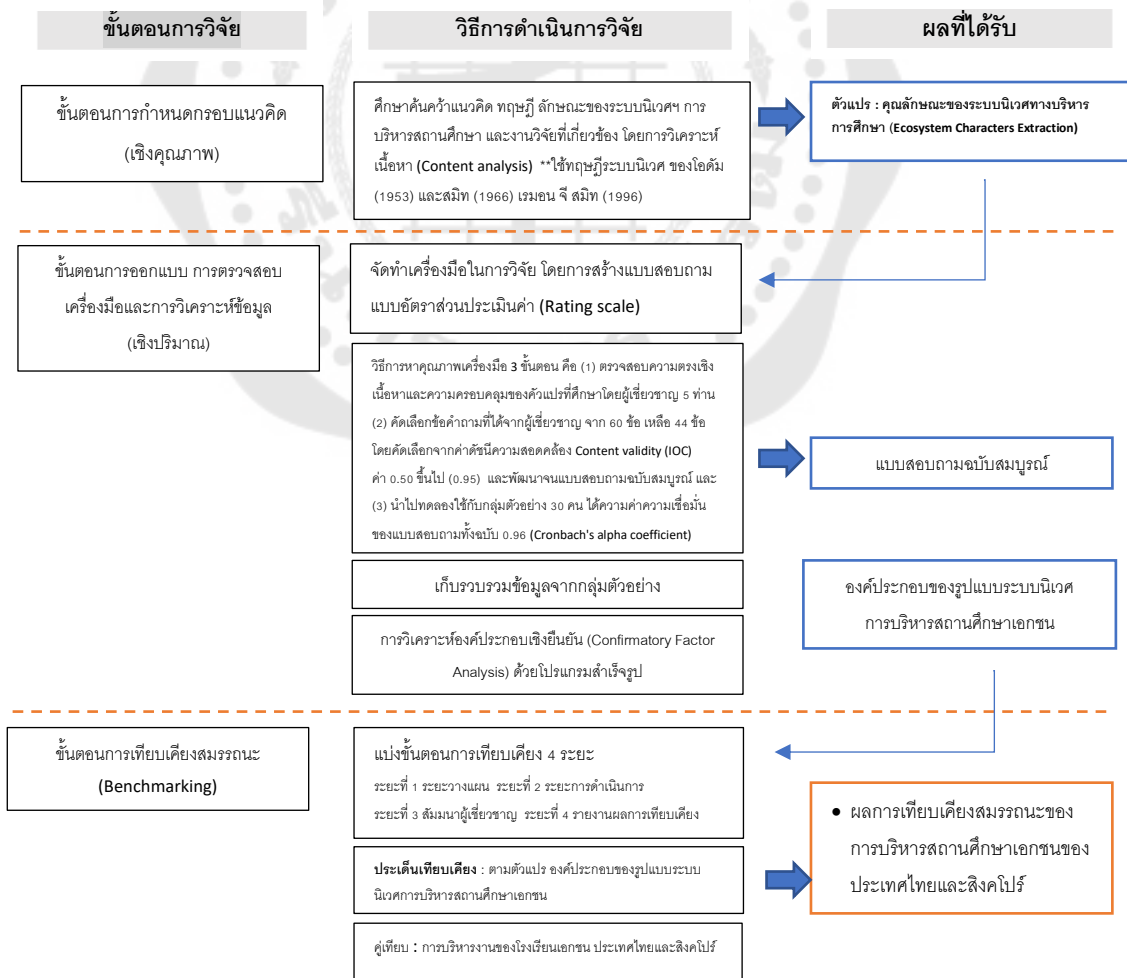 ขั้นตอนการวิจัย
วิธีการดำเนินการวิจัย
ผลที่ได้รับ
ขั้นตอนการกำหนดกรอบแนวคิด
(เชิงคุณภาพ)
ศึกษาค้นคว้าแนวคิด ทฤษฎี ลักษณะของระบบนิเวศฯ การ
บริหารสถานศึกษา และงานวิจัยที่เกี่ยวข้อง โดยการวิเคราะห์
เนื้อหา (Content analysis) **ใช้ทฤษฎีระบบนิเวศ ของโอดัม
(1953) และสมิท (1966) เรมอน จี สมิท (1996)
ตัวแปร : คุณลักษณะของระบบนิเวศทางบริหาร
การศึกษา (Ecosystem Characters Extraction)
ขั้นตอนการออกแบบ การตรวจสอบ
เครื่องมือและการวิเคราะห์ข้อมูล
(เชิงปริมาณ)
จัดทำเครื่องมือในการวิจัย โดยการสร้างแบบสอบถาม
แบบอัตราส่วนประเมินค่า (Rating scale)
วิธีการหาคุณภาพเครื่องมือ 3 ขั้นตอน คือ (1) ตรวจสอบความตรงเชิง
เนื้อหาและความครอบคลุมของตัวแปรที่ศึกษาโดยผู้เชี่ยวชาญ 5 ท่าน
(2) คัดเลือกข้อคำถามที่ได้จากผู้เชี่ยวชาญ จาก 60 ข้อ เหลือ 44 ข้อ
โดยคัดเลือกจากค่าดัชนีความสอดคล้อง Content validity (IOC)
ค่า 0.50 ขึ้นไป (0.95) และพัฒนาจนแบบสอบถามฉบับสมบูรณ์ และ
(3) นำไปทดลองใช้กับกลุ่มตัวอย่าง 30 คน ได้ความค่าความเชื่อมั่น
ของแบบสอบถามทั้งฉบับ 0.96 (Cronbach's alpha coefficient)
แบบสอบถามฉบับสมบูรณ์
เก็บรวบรวมข้อมูลจากกลุ่มตัวอย่าง
การวิเคราะห์องค์ประกอบเชิงยืนยัน (Confirmatory Factor
Analysis) ด้วยโปรแกรมสำเร็จรูป
องค์ประกอบของรูปแบบระบบนิเวศ
การบริหารสถานศึกษาเอกชน
ขั้นตอนการเทียบเคียงสมรรถนะ
(Benchmarking)
แบ่งขั้นตอนการเทียบเคียง 4 ระยะ
ระยะที่ 1 ระยะวางแผน ระยะที่ 2 ระยะการดำเนินการ
ระยะที่ 3 สัมมนาผู้เชี่ยวชาญ ระยะที่ 4 รายงานผลการเทียบเคียง
ประเด็นเทียบเคียง : ตามตัวแปร องค์ประกอบของรูปแบบระบบ
นิเวศการบริหารสถานศึกษาเอกชน
คู่เทียบ : การบริหารงานของโรงเรียนเอกชน ประเทศไทยและสิงคโปร์
• ผลการเทียบเคียงสมรรถนะของ
การบริหารสถานศึกษาเอกชนของ
ประเทศไทยและสิงคโปร์